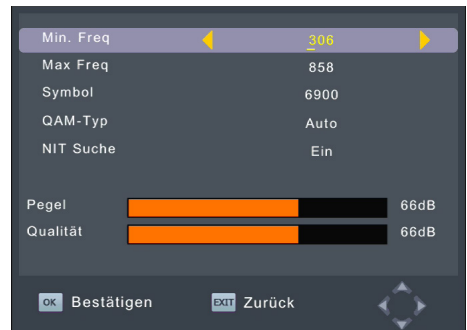 Min. Freq 306
Max Freq 858
Symbol 6900
QAM-Typ Auto
NIT Suche Ein
Pegel 66dB
Qualität 66dB
OK Bestätigen EXIT Zurück